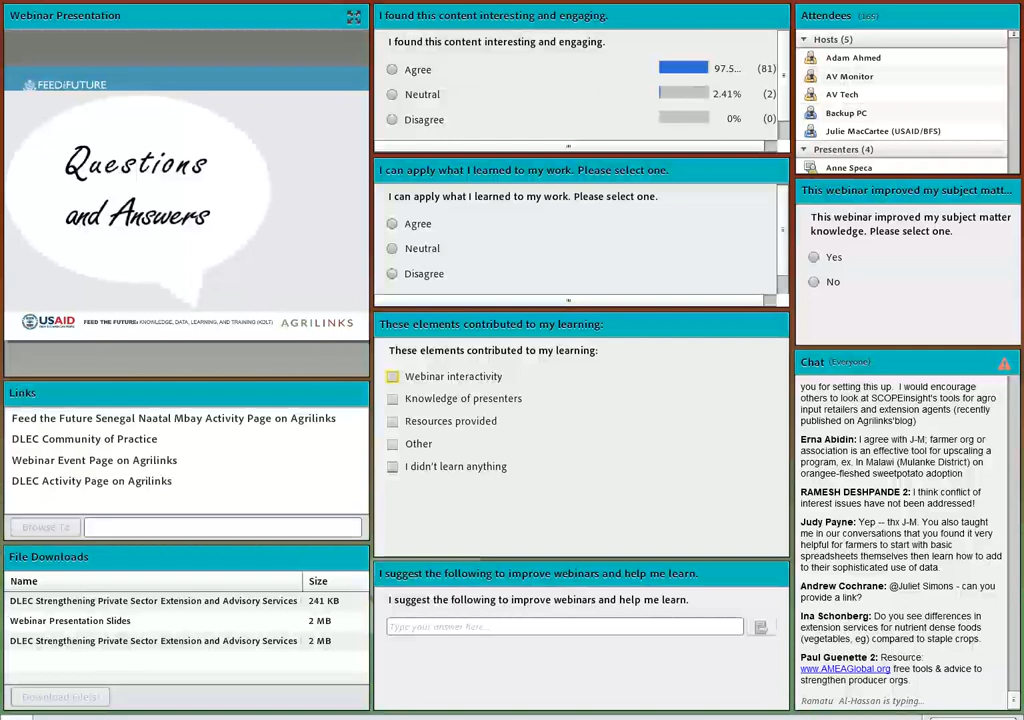 Webinar Presentation
FEED the FUTURE
Questions
and Answers
USAID
FEED THE FUTURE: KNOWLEDGE, DATA, LEARNING, AND TRAINING (KDLT)
AGRILINKS
Links
Feed the Future Senegal Naatal Mbay Activity Page on Agrilinks
DLEC Community of Practice
Webinar Event Page on Agrilinks
DLEC Activity Page on Agrilinks
Browse To
File Downloads
Name Size
DLEC Strengthening Private Sector Extension and Advisory Services 241 KB
Webinar Presentation Slides 2 MB
DLEC Strengthening Private Sector Extension and Advisory Services 2 MB
Download File(s)
I found this content interesting and engaging.
I found this content interesting and engaging.
Agree 97.5... (81)
Neutral 2.41% (2)
Disagree 0% (0)
I can apply what I learned to my work. Please select one.
I can apply what I learned to my work. Please select one.
Agree
Neutral
Disagree
These elements contributed to my learning:
These elements contributed to my learning:
Webinar interactivity
Knowledge of presenters
Resources provided
Other
I didn't learn anything
I suggest the following to improve webinars and help me learn.
I suggest the following to improve webinars and help me learn.
Type your answer here...
Attendees (165)
Hosts (5)
Adam Ahmed
AV Monitor
AV Tech
Backup PC
Julie MacCartee (USAID/BFS)
Presenters (4)
Anne Speca
This webinar improved my subject matt...
This webinar improved my subject matter
knowledge. Please select one.
Yes
No
Chat (Everyone)
you for setting this up. I would encourage
others to look at SCOPEinsight's tools for agro
input retailers and extension agents (recently
published on Agrilinks'blog)
Erna Abidin: I agree with J-M; farmer org or
association is an effective tool for upscaling a
program, ex. In Malawi (Mulanke District) on
orangee-fleshed sweetpotato adoption
RAMESH DESHPANDE 2: I think conflict of
interest issues have not been addressed!
Judy Payne: Yep -- thx J-M. You also taught
me in our conversations that you found it very
helpful for farmers to start with basic
spreadsheets themselves then learn how to add
to their sophisticated use of data.
Andrew Cochrane: @Juliet Simons - can you
provide a link?
Ina Schonberg: Do you see differences in
extension services for nutrient dense foods
(vegetables, eg) compared to staple crops.
Paul Guenette 2: Resource:
www.AMEAGlobal.org free tools & advice to
strengthen producer orgs.
Ramatu Al-Hassan is typing...